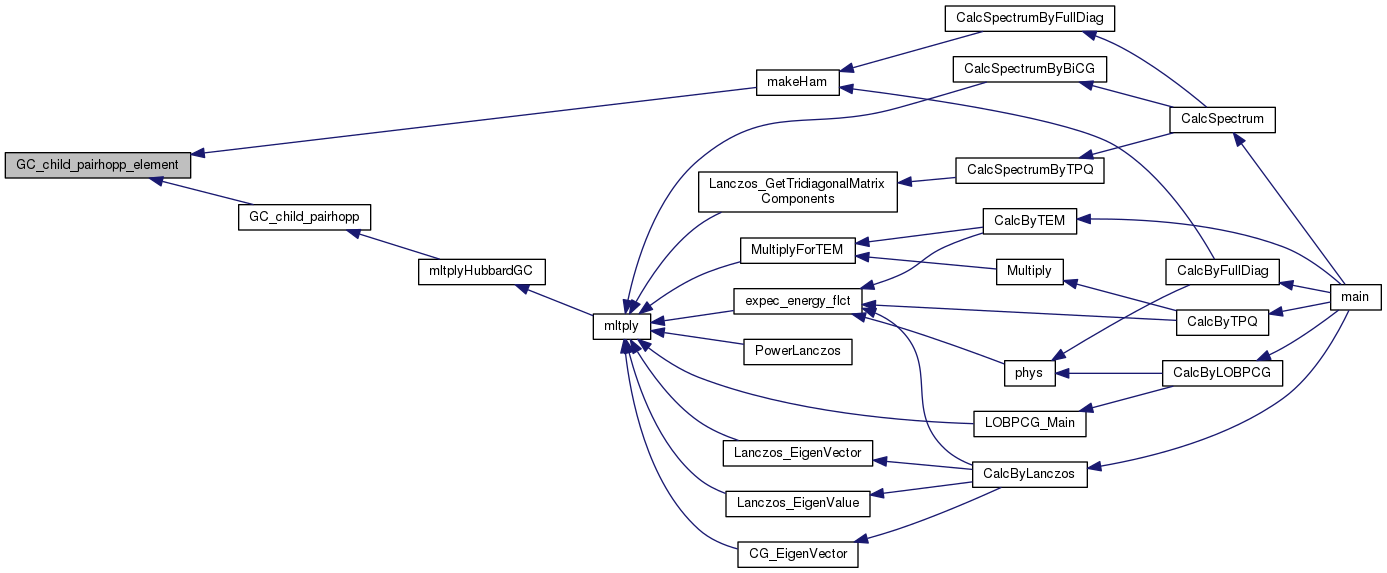 CalcSpectrumByFullDiag
CalcSpectrumByBiCG
makeHam
CalcSpectrum
GC_child_pairhopp_element
CalcSpectrumByTPQ
Lanczos_GetTridiagonalMatrix
Components
GC_child_pairhopp
CalcByTEM
MultiplyForTEM
mltplyHubbardGC
Multiply
CalcByFullDiag
expec_energy_flct
main
mltply
CalcByTPQ
PowerLanczos
phys
CalcByLOBPCG
LOBPCG_Main
Lanczos_EigenVector
CalcByLanczos
Lanczos_EigenValue
CG_EigenVector